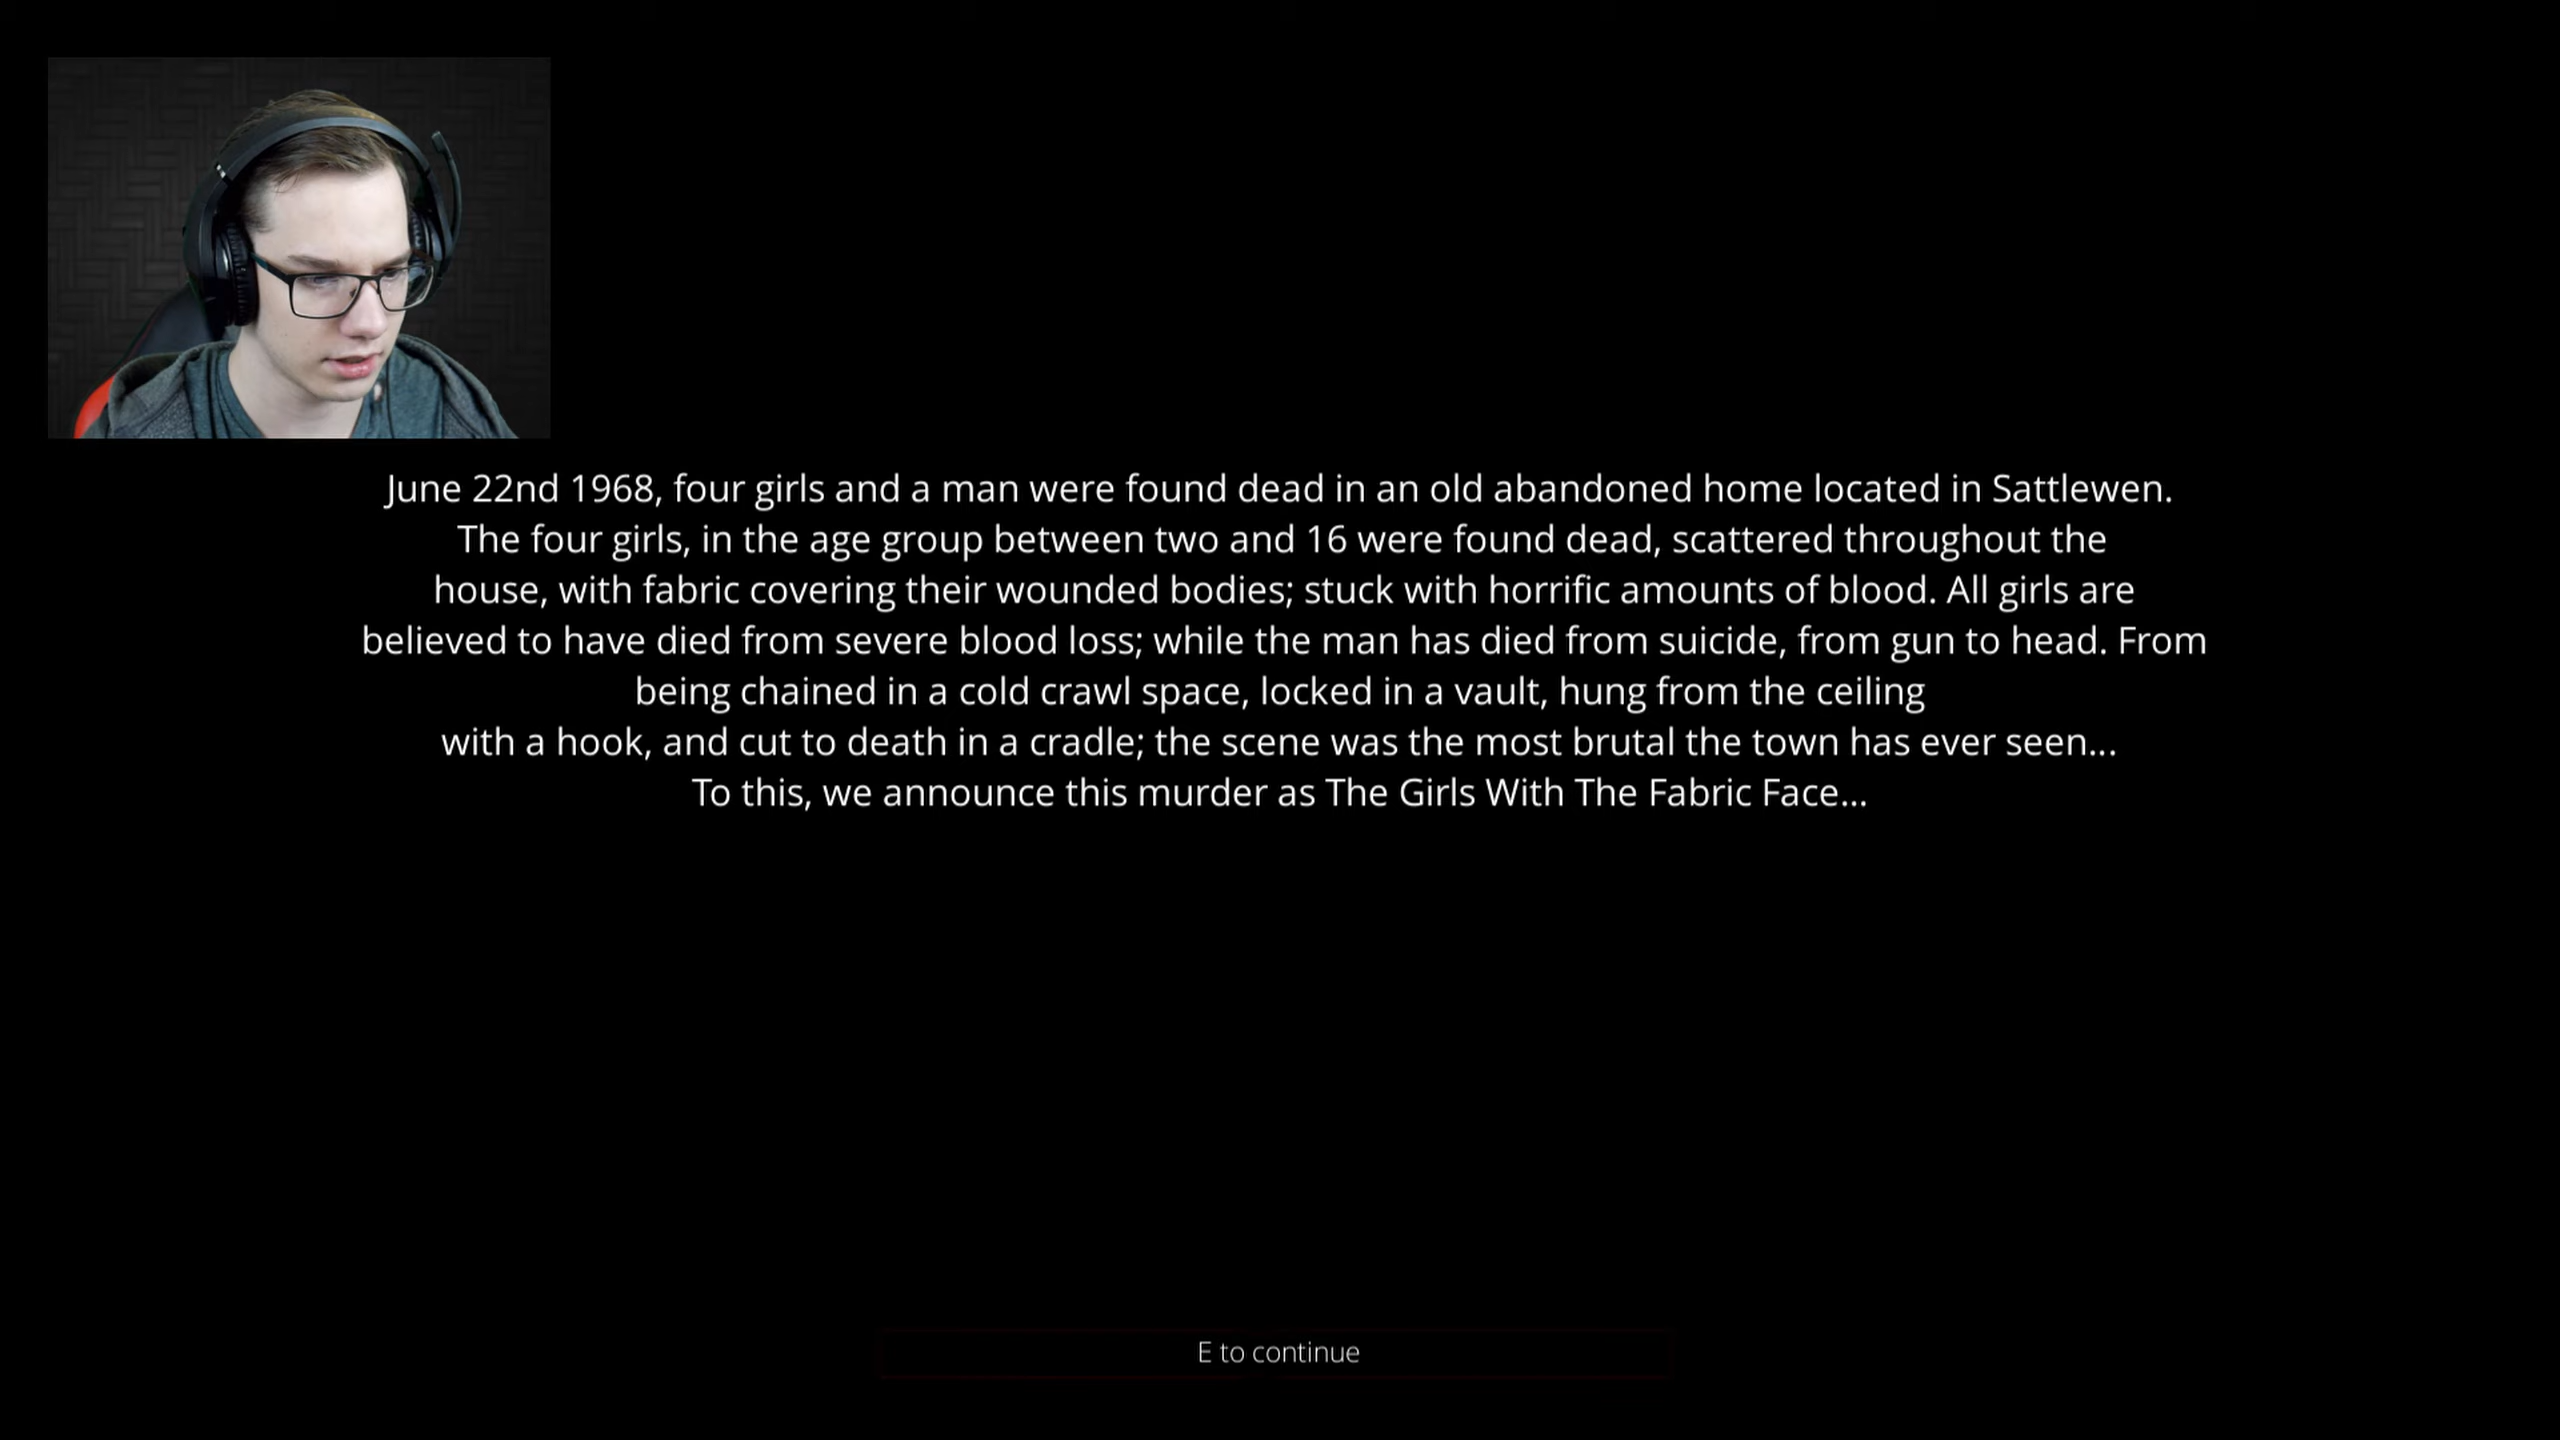 June 22nd 1968, four girls and a man were found dead in an old abandoned home located in Sattlewen.
The four girls, in the age group between two and 16 were found dead, scattered throughout the
house, with fabric covering their wounded bodies; stuck with horrific amounts of blood. All girls are
believed to have died from severe blood loss; while the man has died from suicide, from gun to head. From
being chained in a cold crawl space, locked in a vault, hung from the ceiling
with a hook, and cut to death in a cradle; the scene was the most brutal the town has ever seen...
To this, we announce this murder as The Girls With The Fabric Face...
E to continue